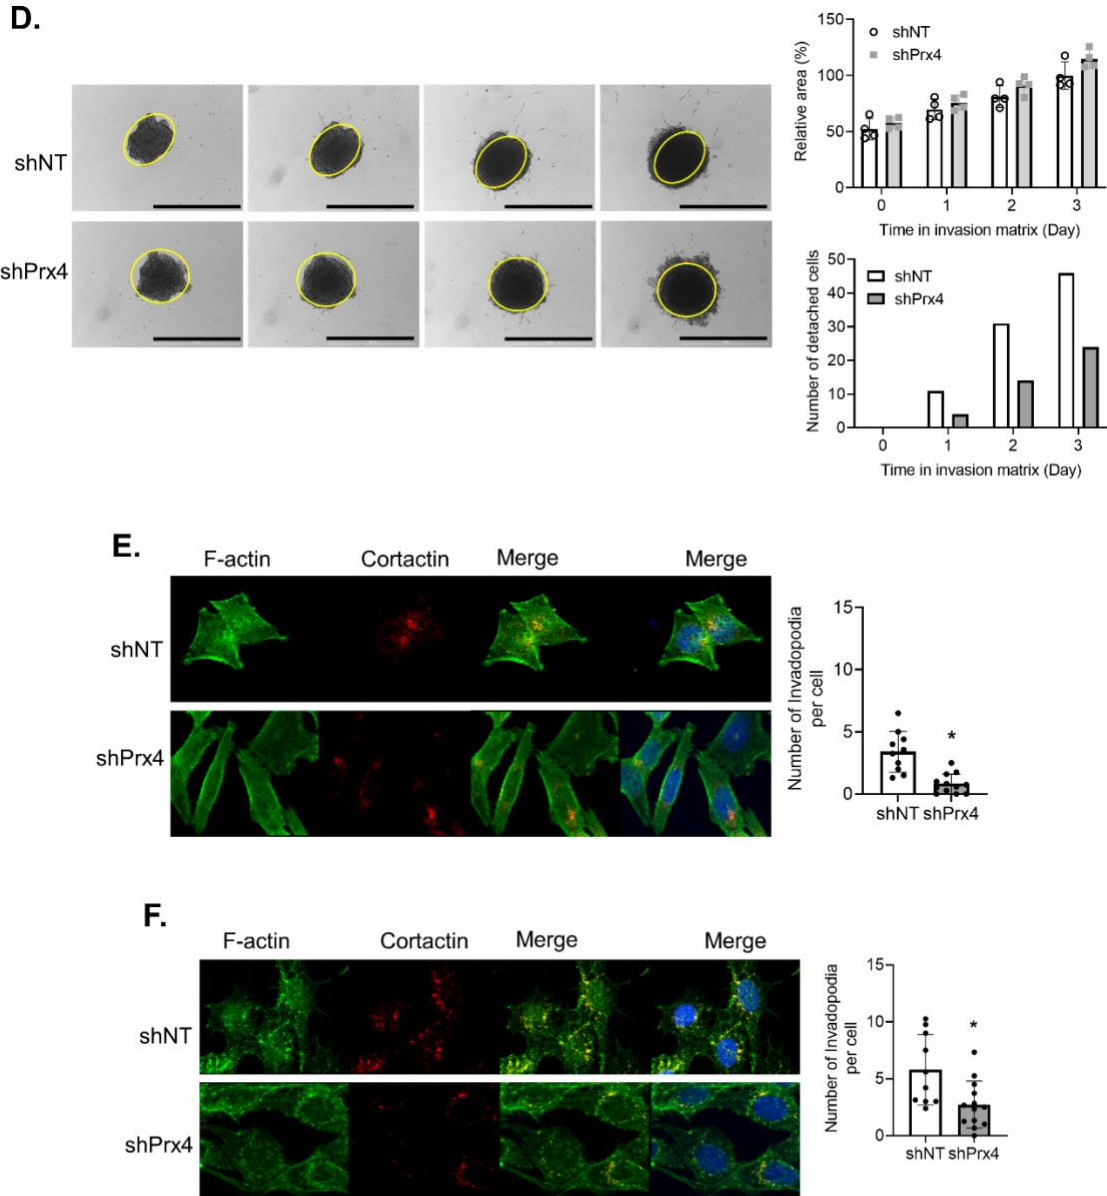 D.
shNT
shPrx4
Relative area (%)
150
100
50
0
shNT
shPrx4
0 1 2 3
Time in invasion matrix (Day)
Number of detached cells
50
40
30
20
10
0
shNT
shPrx4
0 1 2 3
Time in invasion matrix (Day)
E.
F-actin Cortactin Merge Merge
shNT
shPrx4
Number of Invadopodia
per cell
15
10
5
0
*
shNT shPrx4
F.
F-actin Cortactin Merge Merge
shNT
shPrx4
Number of Invadopodia
per cell
15
10
5
0
*
shNT shPrx4